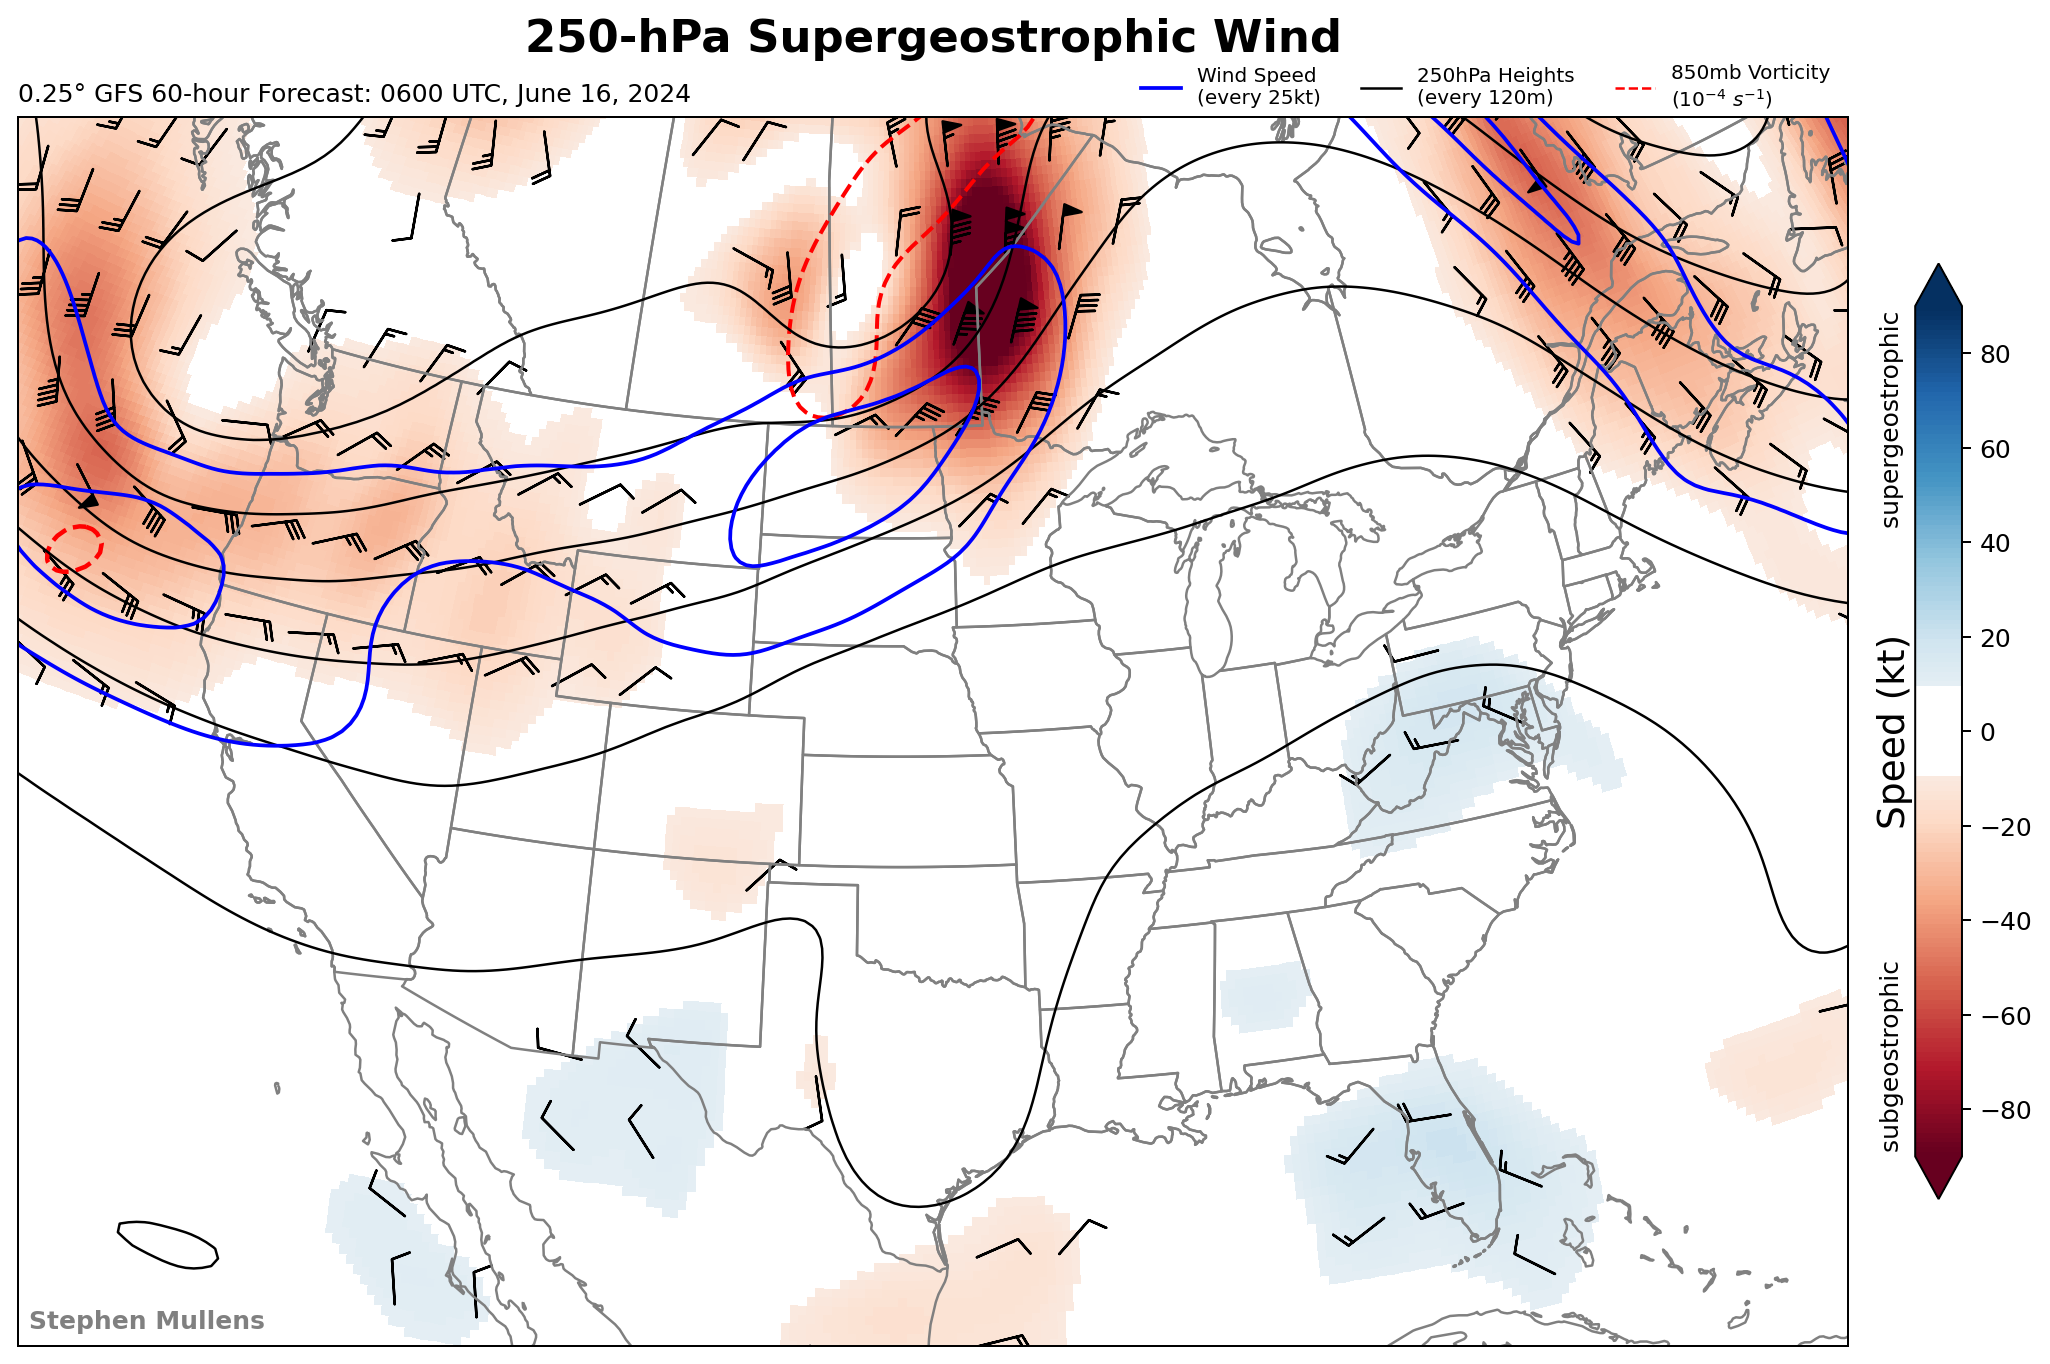 250-hPa Supergeostrophic Wind
0.25° GFS 60-hour Forecast: 0600 UTC, June 16, 2024
Wind Speed
(every 25kt)
250hPa Heights
(every 120m)
850mb Vorticity
(10⁻⁴ s⁻¹)
supergeostrophic
Speed (kt)
subgeostrophic
80
60
40
20
0
−20
−40
−60
−80
Stephen Mullens